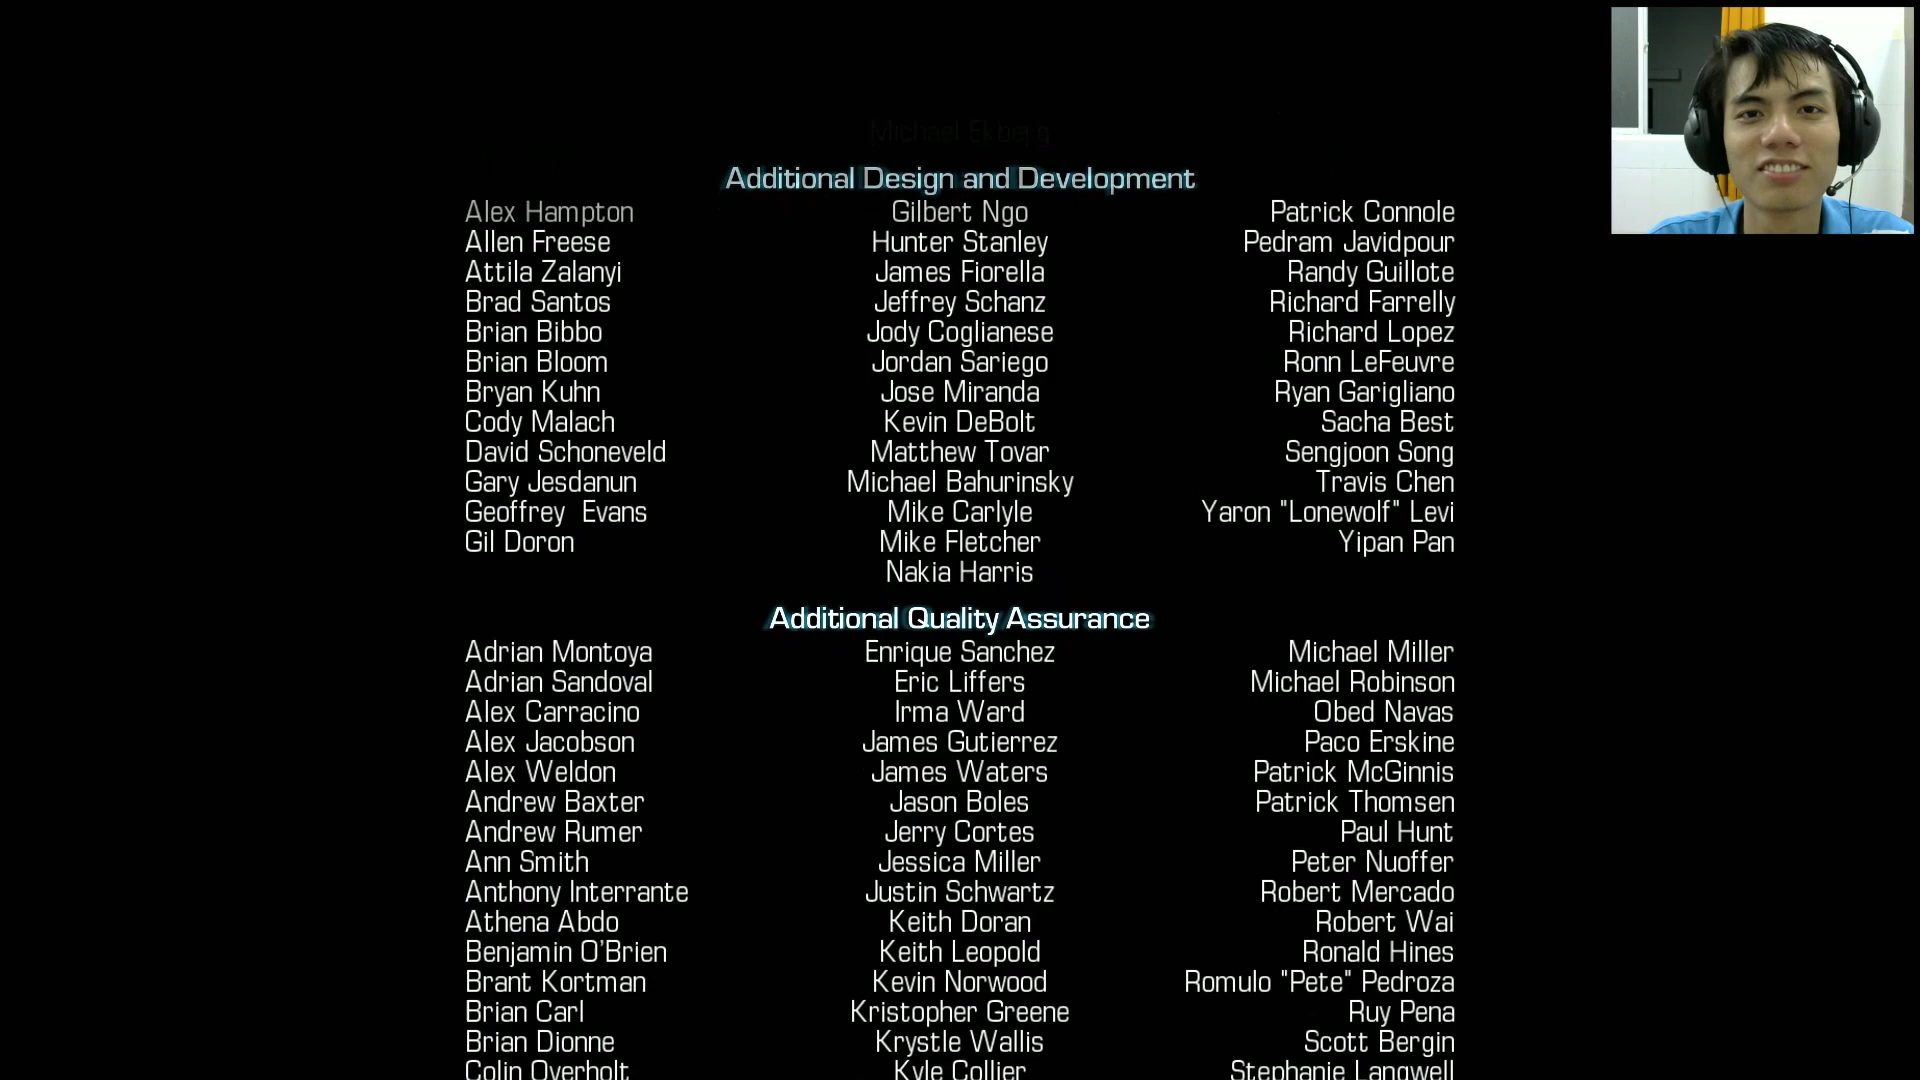 Michael Ekberg
Additional Design and Development
Alex Hampton Gilbert Ngo Patrick Connole
Allen Freese Hunter Stanley Pedram Javidpour
Attila Zalanyi James Fiorella Randy Guillote
Brad Santos Jeffrey Schanz Richard Farrelly
Brian Bibbo Jody Coglianese Richard Lopez
Brian Bloom Jordan Sariego Ronn LeFeuvre
Bryan Kuhn Jose Miranda Ryan Garigliano
Cody Malach Kevin DeBolt Sacha Best
David Schoneveld Matthew Tovar Sengjoon Song
Gary Jesdanun Michael Bahurinsky Travis Chen
Geoffrey  Evans Mike Carlyle Yaron "Lonewolf" Levi
Gil Doron Mike Fletcher Yipan Pan
Nakia Harris
Additional Quality Assurance
Adrian Montoya Enrique Sanchez Michael Miller
Adrian Sandoval Eric Liffers Michael Robinson
Alex Carracino Irma Ward Obed Navas
Alex Jacobson James Gutierrez Paco Erskine
Alex Weldon James Waters Patrick McGinnis
Andrew Baxter Jason Boles Patrick Thomsen
Andrew Rumer Jerry Cortes Paul Hunt
Ann Smith Jessica Miller Peter Nuoffer
Anthony Interrante Justin Schwartz Robert Mercado
Athena Abdo Keith Doran Robert Wai
Benjamin O'Brien Keith Leopold Ronald Hines
Brant Kortman Kevin Norwood Romulo "Pete" Pedroza
Brian Carl Kristopher Greene Ruy Pena
Brian Dionne Krystle Wallis Scott Bergin
Colin Overholt Kyle Collier Stephanie Langwell